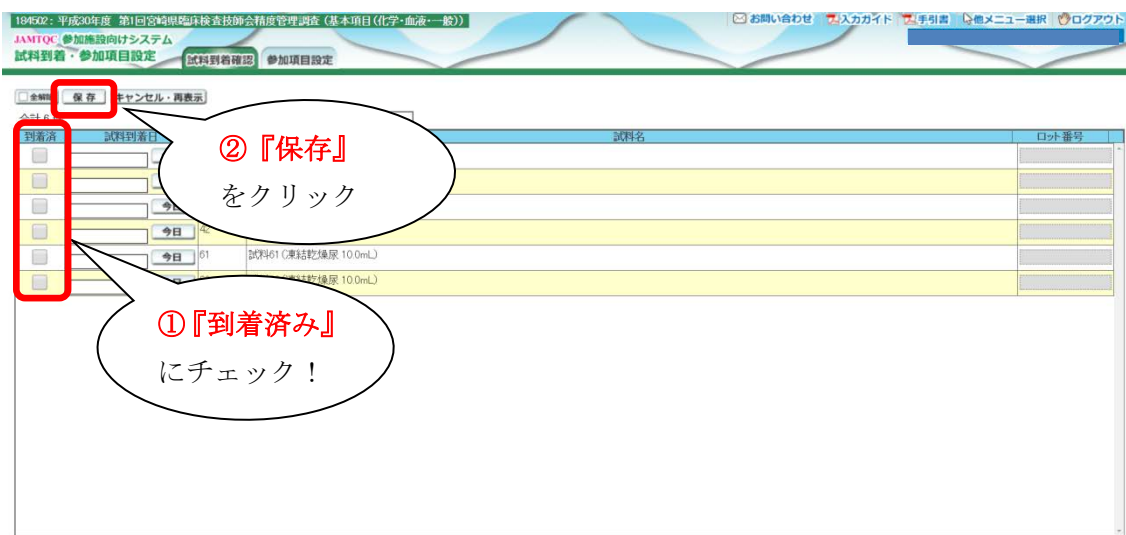 184502：平成30年度 第1回宮崎県臨床検査技師会精度管理調査（基本項目（化学・血液・一般））
お問い合わせ 入力ガイド 手引書 他メニュー選択 ログアウト
JAMTQC 参加施設向けシステム
試料到着・参加項目設定 試料到着確認 参加項目設定
保存 キャンセル・再表示
到着済 試料到着日 試料名 ロット番号
②『保存』
をクリック
今日
今日 42
今日 61 試料61（凍結乾燥尿 10.0mL）
凍結乾燥尿 10.0mL）
①『到着済み』
にチェック！